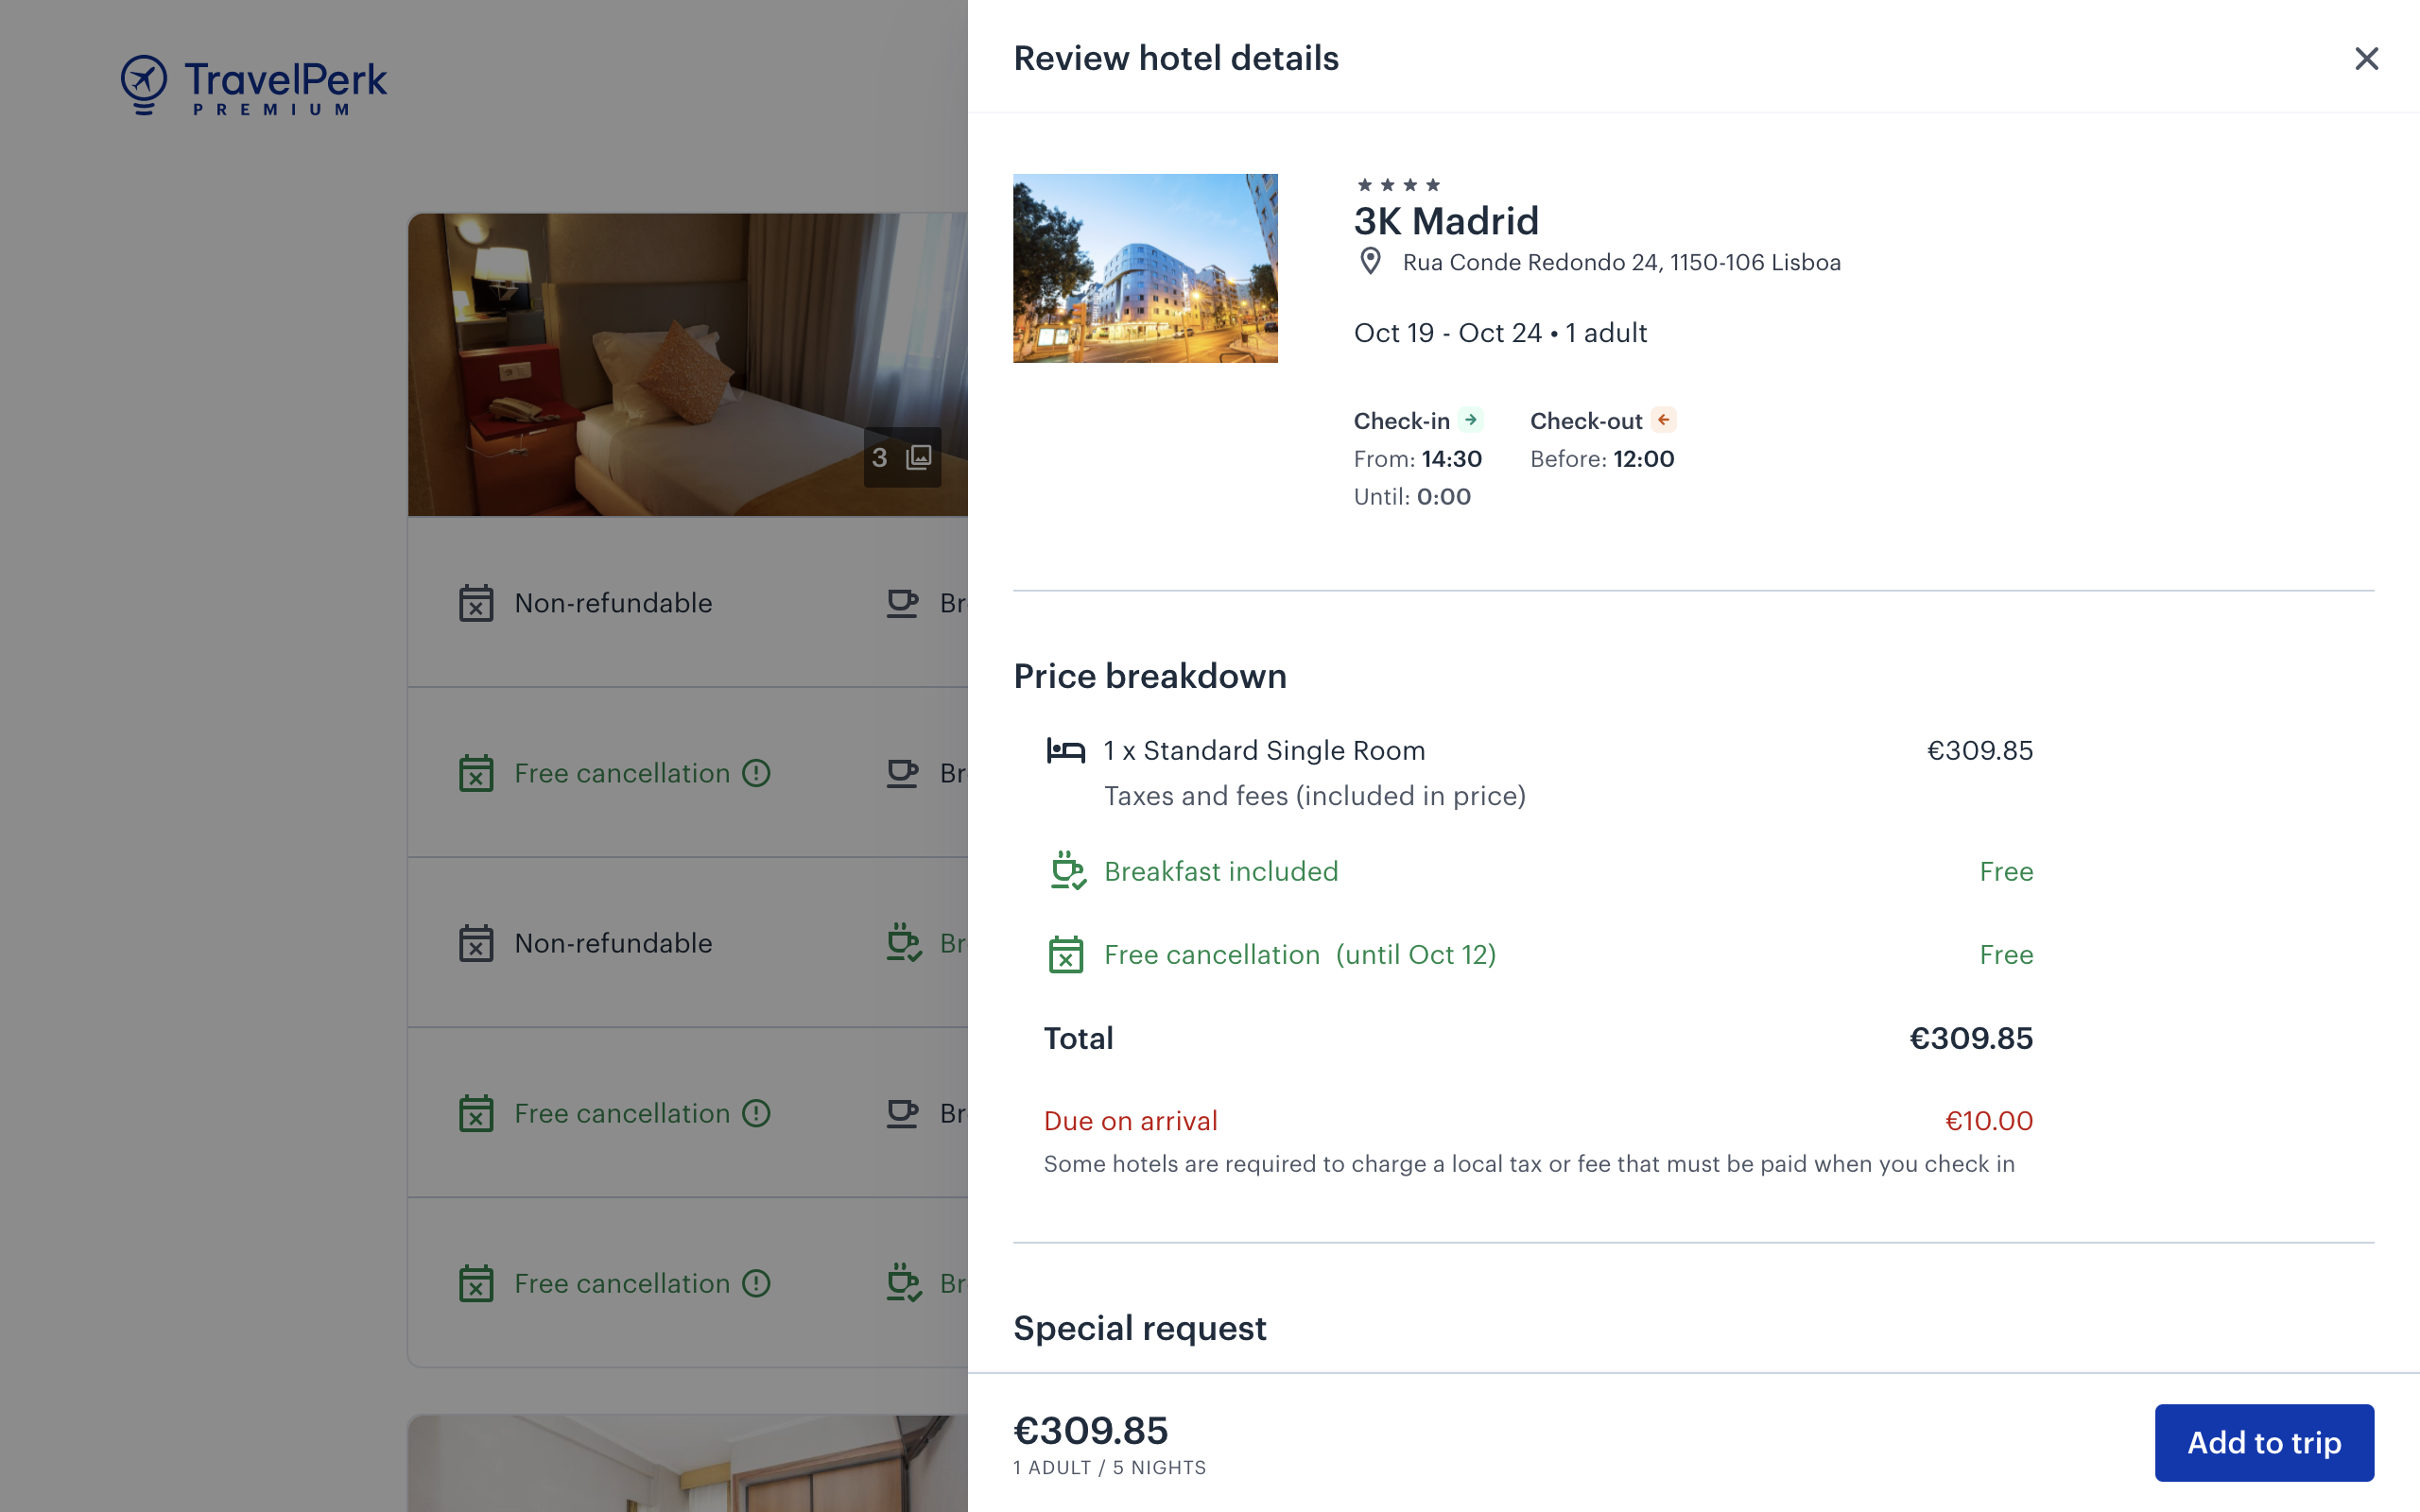 TravelPerk
PREMIUM
3
Non-refundable
Free cancellation
Non-refundable
Free cancellation
Free cancellation
Review hotel details
3K Madrid
Rua Conde Redondo 24, 1150-106 Lisboa
Oct 19 - Oct 24 • 1 adult
Check-in Check-out
From: 14:30 Before: 12:00
Until: 0:00
Price breakdown
1 x Standard Single Room €309.85
Taxes and fees (included in price)
Breakfast included Free
Free cancellation (until Oct 12) Free
Total €309.85
Due on arrival €10.00
Some hotels are required to charge a local tax or fee that must be paid when you check in
Special request
€309.85
1 ADULT / 5 NIGHTS
Add to trip